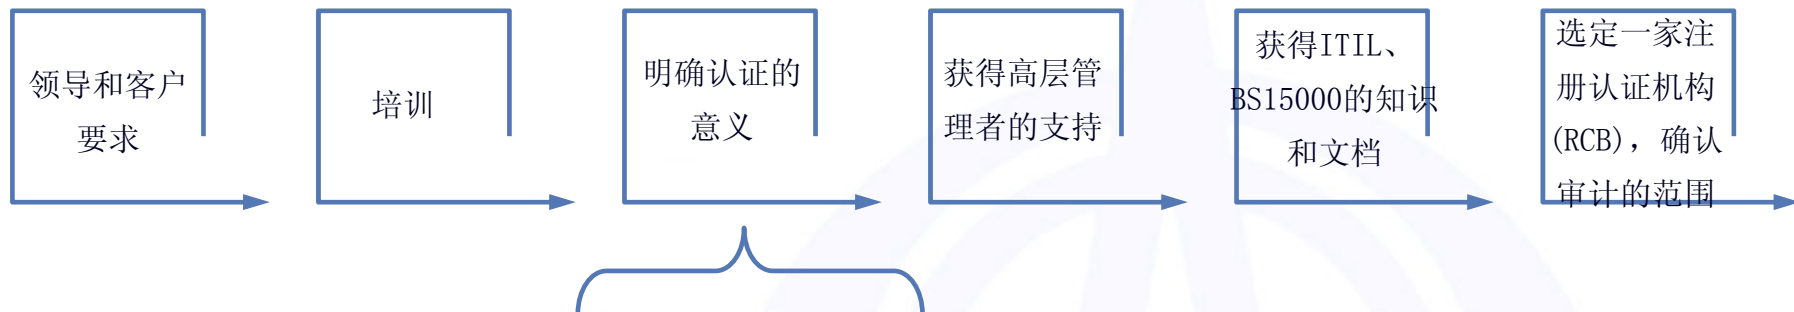 领导和客户
要求
培训
明确认证的
意义
获得高层管
理者的支持
获得ITIL、
BS15000的知识
和文档
选定一家注
册认证机构
(RCB)，确认
审计的范围